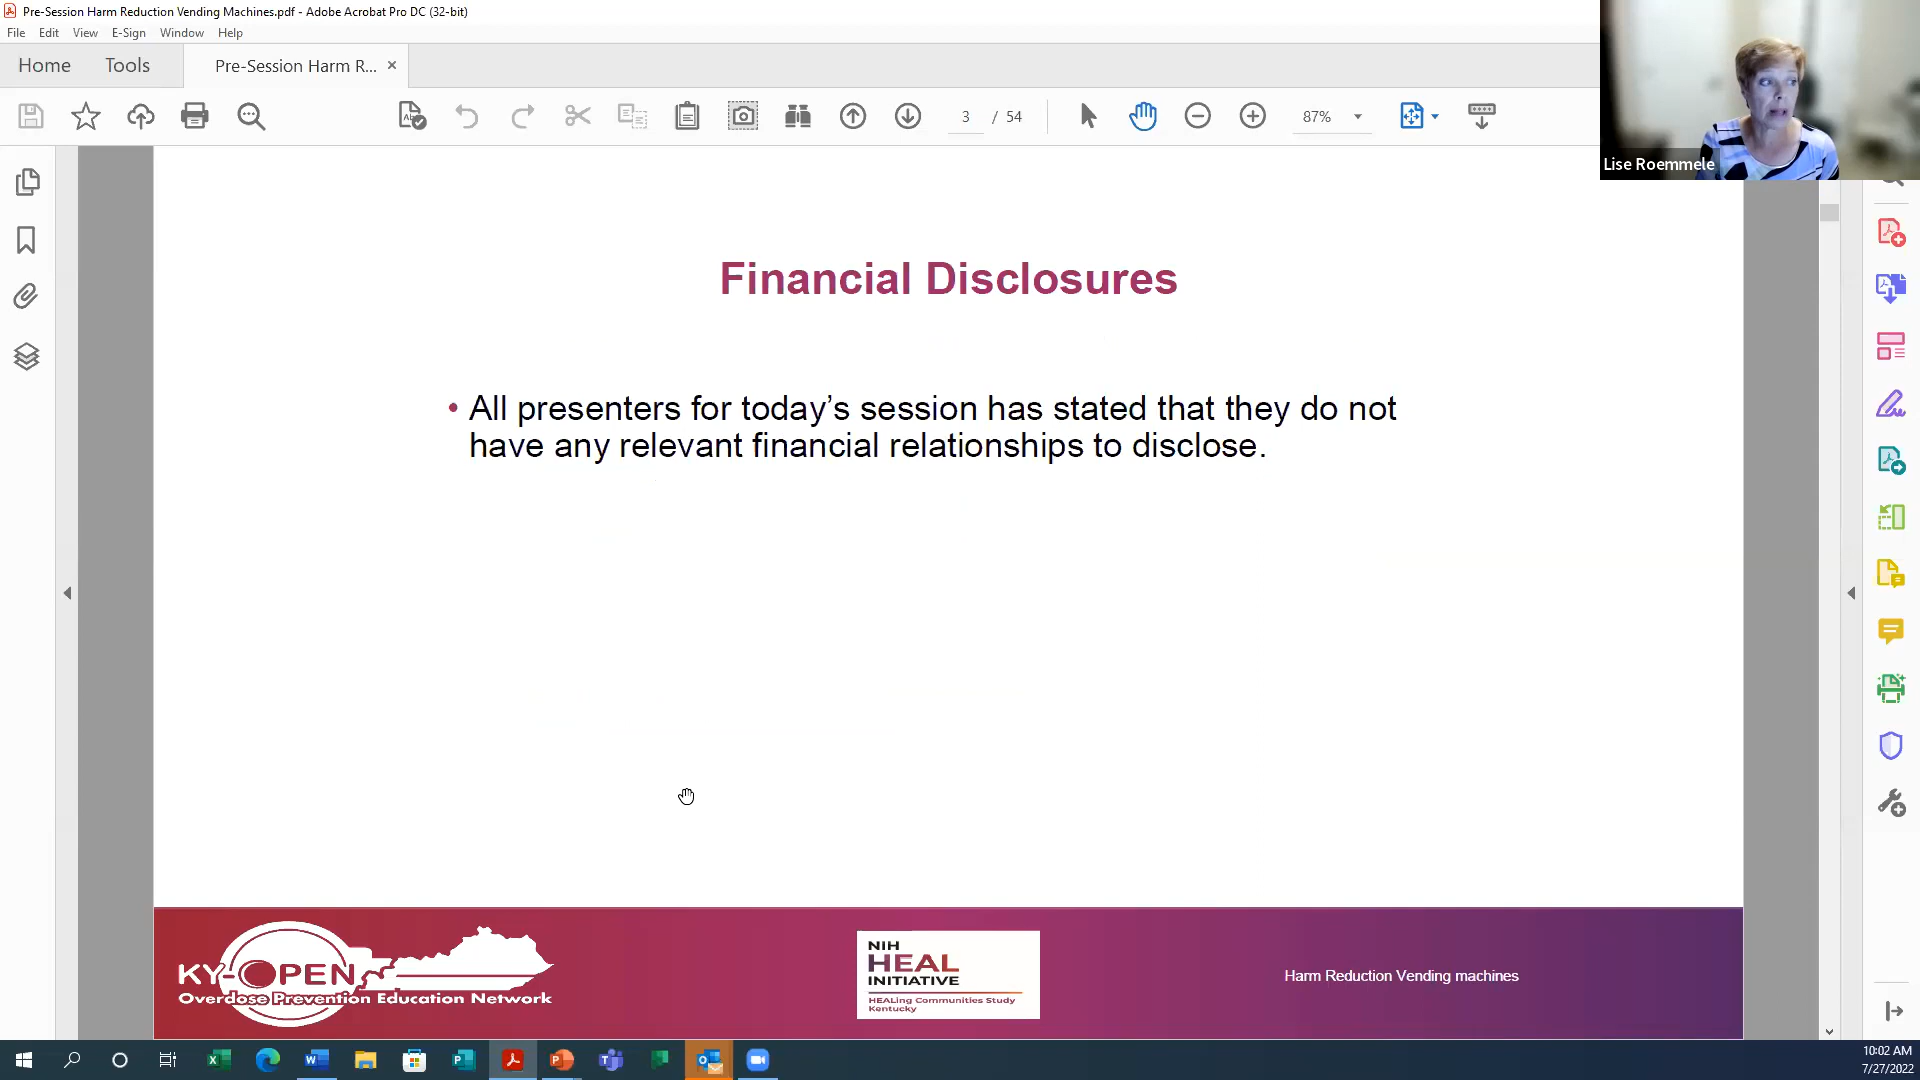 Pre-Session Harm Reduction Vending Machines.pdf - Adobe Acrobat Pro DC (32-bit)
File Edit View E-Sign Window Help
Home Tools Pre-Session Harm R... ×
3 / 54 87%
Lise Roemmele
Financial Disclosures
• All presenters for today’s session has stated that they do not
have any relevant financial relationships to disclose.
KY-OPEN
Overdose Prevention Education Network
NIH
HEAL
INITIATIVE
HEALing Communities Study
Kentucky
Harm Reduction Vending machines
10:02 AM
7/27/2022